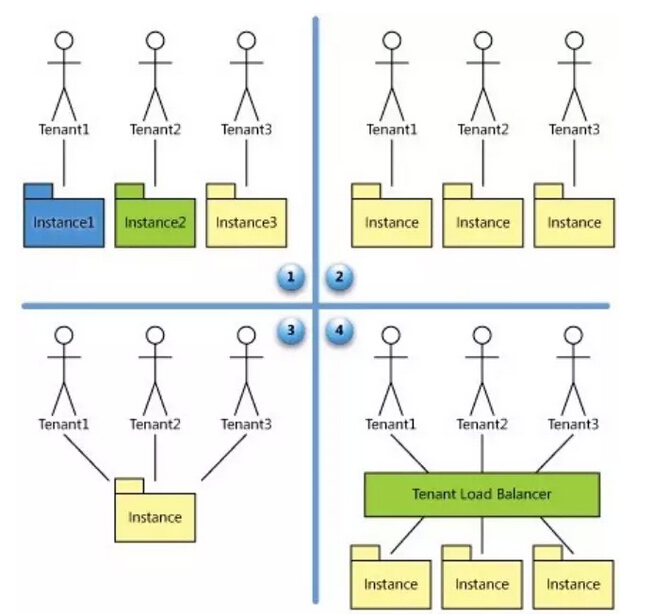 Tenant1 Tenant2 Tenant3
Instance1 Instance2 Instance3
Tenant1 Tenant2 Tenant3
Instance Instance Instance
1 2
3 4
Tenant1 Tenant2 Tenant3
Instance
Tenant1 Tenant2 Tenant3
Tenant Load Balancer
Instance Instance Instance